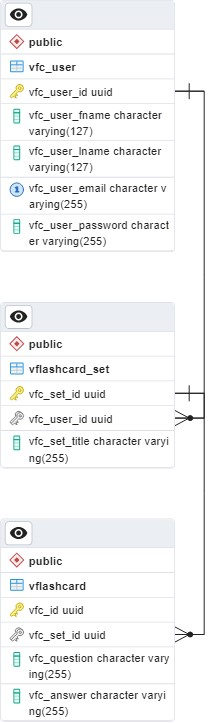 public
vfc_user
vfc_user_id uuid
vfc_user_fname character
varying(127)
vfc_user_lname character
varying(127)
1 vfc_user_email character v
arying(255)
vfc_user_password charact
er varying(255)
public
vflashcard_set
vfc_set_id uuid
vfc_user_id uuid
vfc_set_title character varyi
ng(255)
public
vflashcard
vfc_id uuid
vfc_set_id uuid
vfc_question character vary
ing(255)
vfc_answer character varyi
ng(255)